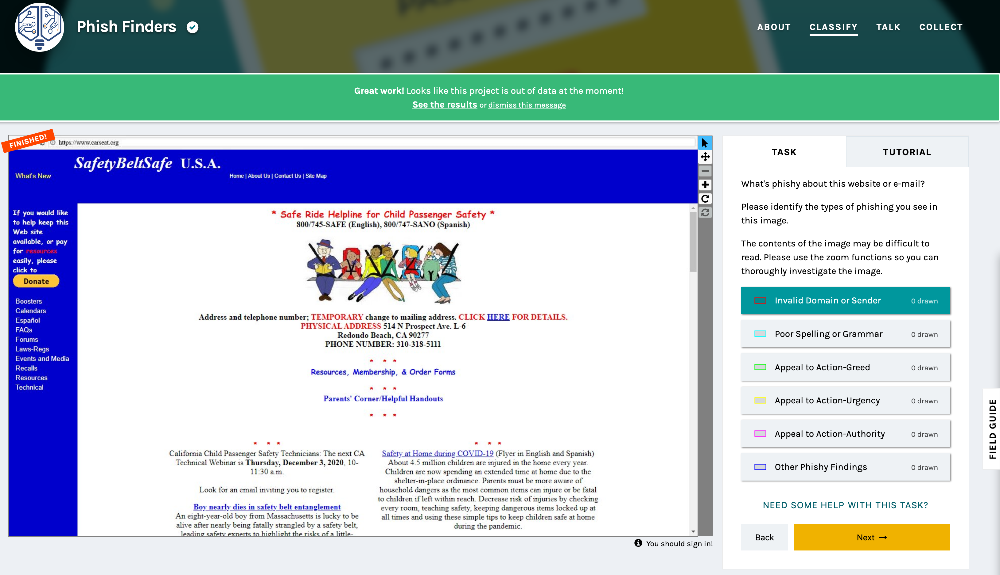 Phish Finders
ABOUT
CLASSIFY
TALK
COLLECT
Great work! Looks like this project is out of data at the moment!
See the results or dismiss this message
FINISHED!
https://www.carseat.org
SafetyBeltSafe U.S.A.
What's New
Home | About Us | Contact Us | Site Map
If you would like
to help keep this
Web site
available, or pay
for resources
easily, please
click to
Donate
Boosters
Calendars
Español
FAQs
Forums
Laws-Regs
Events and Media
Recalls
Resources
Technical
* Safe Ride Helpline for Child Passenger Safety *
800/745-SAFE (English), 800/747-SANO (Spanish)
Y
Address and telephone number; TEMPORARY change to mailing address. CLICK HERE FOR DETAILS.
PHYSICAL ADDRESS 514 N Prospect Ave. L-6
Redondo Beach, CA 90277
PHONE NUMBER: 310-318-5111
* * *
Resources, Membership, & Order Forms
* * *
Parents' Corner/Helpful Handouts
* * *
* * *
California Child Passenger Safety Technicians: The next CA
Technical Webinar is Thursday, December 3, 2020, 10-
11:30 a.m.
Look for an email inviting you to register.
Boy nearly dies in safety belt entanglement
An eight-year-old boy from Massachusetts is lucky to be
alive after nearly being fatally strangled by a safety belt,
leading safety experts to highlight the risks of a little-
* * *
Safety at Home during COVID-19 (Flyer in English and Spanish)
About 4.5 million children are injured in the home every year.
Children are now spending an extended time at home due to the
shelter-in-place ordinance. Parents must be more aware of
household dangers as the most common items can injure or be fatal
to children if left within reach. Decrease risk of injuries by checking
every room, teaching safety, keeping dangerous items locked up at
all times and using these simple tips to keep children safe at home
during the pandemic.
You should sign in!
TASK
TUTORIAL
What's phishy about this website or e-mail?
Please identify the types of phishing you see in
this image.
The contents of the image may be difficult to
read. Please use the zoom functions so you can
thoroughly investigate the image.
Invalid Domain or Sender 0 drawn
Poor Spelling or Grammar 0 drawn
Appeal to Action-Greed 0 drawn
Appeal to Action-Urgency 0 drawn
Appeal to Action-Authority 0 drawn
Other Phishy Findings 0 drawn
NEED SOME HELP WITH THIS TASK?
Back
Next
FIELD GUIDE